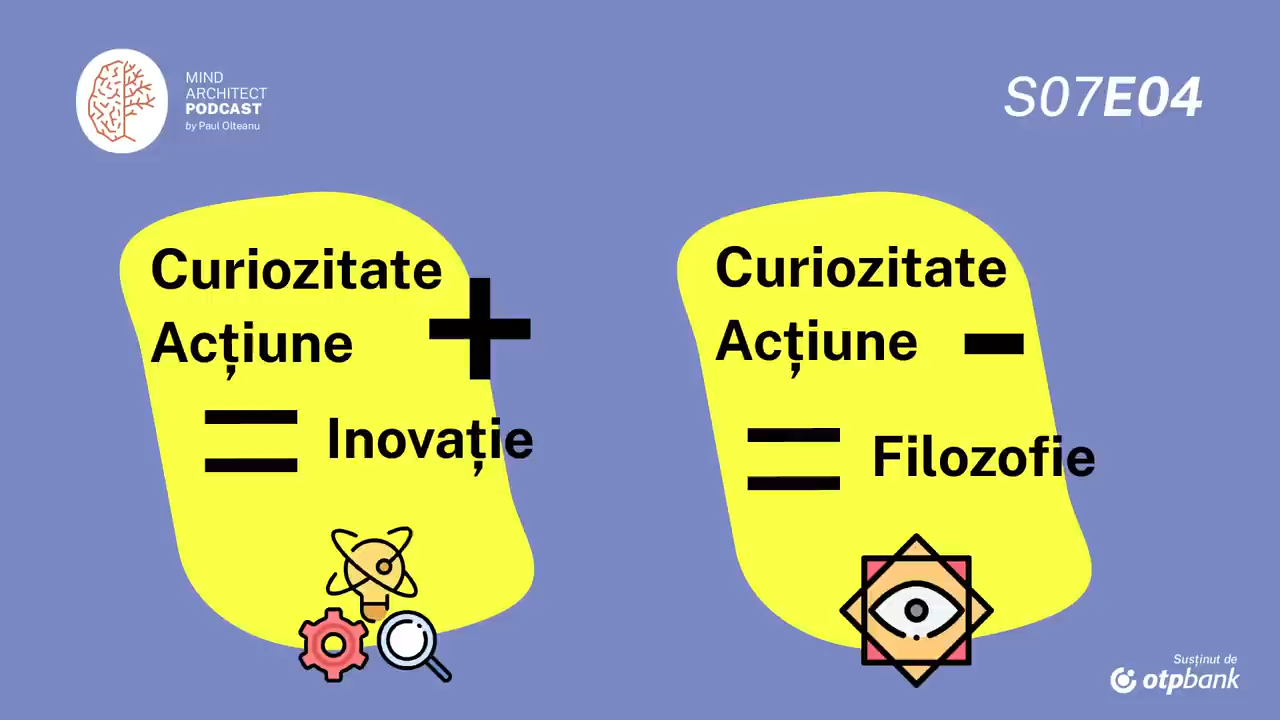 MIND
ARCHITECT
PODCAST
by Paul Olteanu
S07E04
Curiozitate
Acțiune +
= Inovație
Curiozitate
Acțiune -
= Filozofie
Susținut de
otpbank